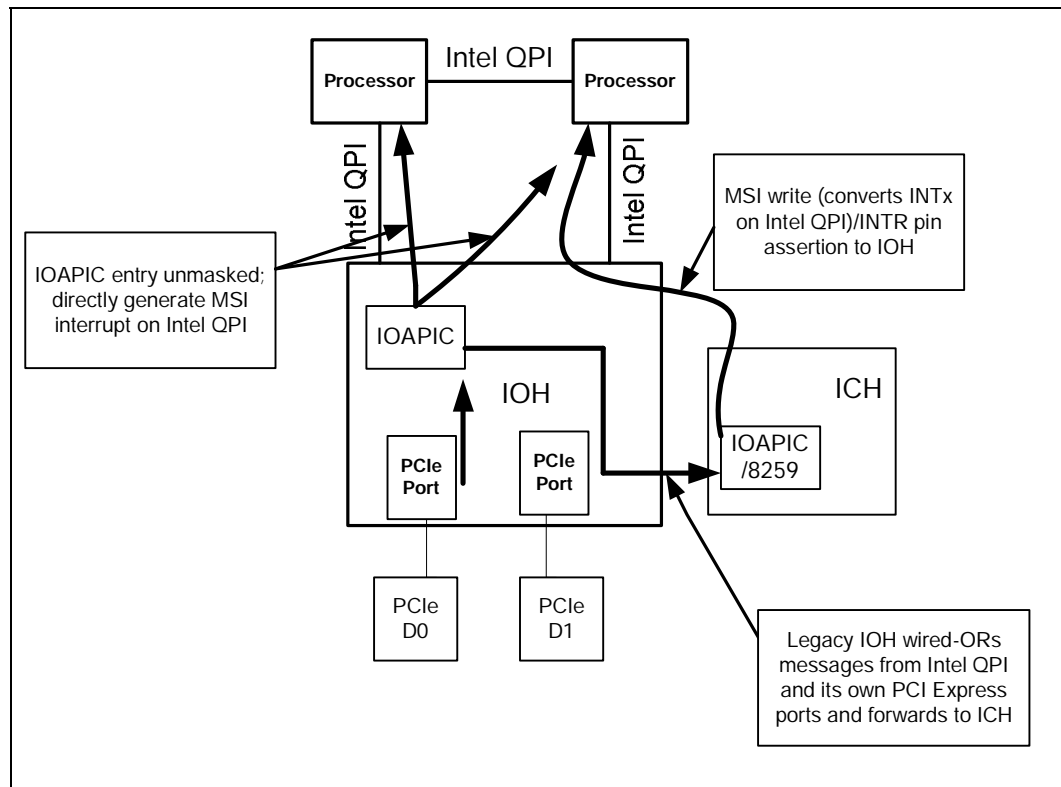 Intel QPI
Processor
Processor
Intel QPI
Intel QPI
MSI write (converts INTx
on Intel QPI)/INTR pin
assertion to IOH
IOAPIC entry unmasked;
directly generate MSI
interrupt on Intel QPI
IOAPIC
IOH
ICH
PCIe
Port
PCIe
Port
IOAPIC
/8259
PCIe
D0
PCIe
D1
Legacy IOH wired-ORs
messages from Intel QPI
and its own PCI Express
ports and forwards to ICH